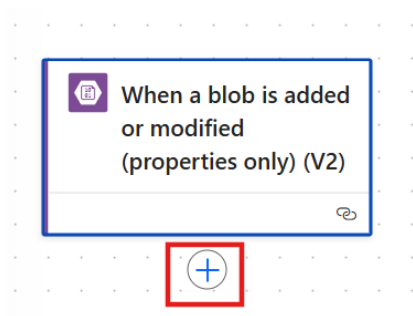 When a blob is added
or modified
(properties only) (V2)